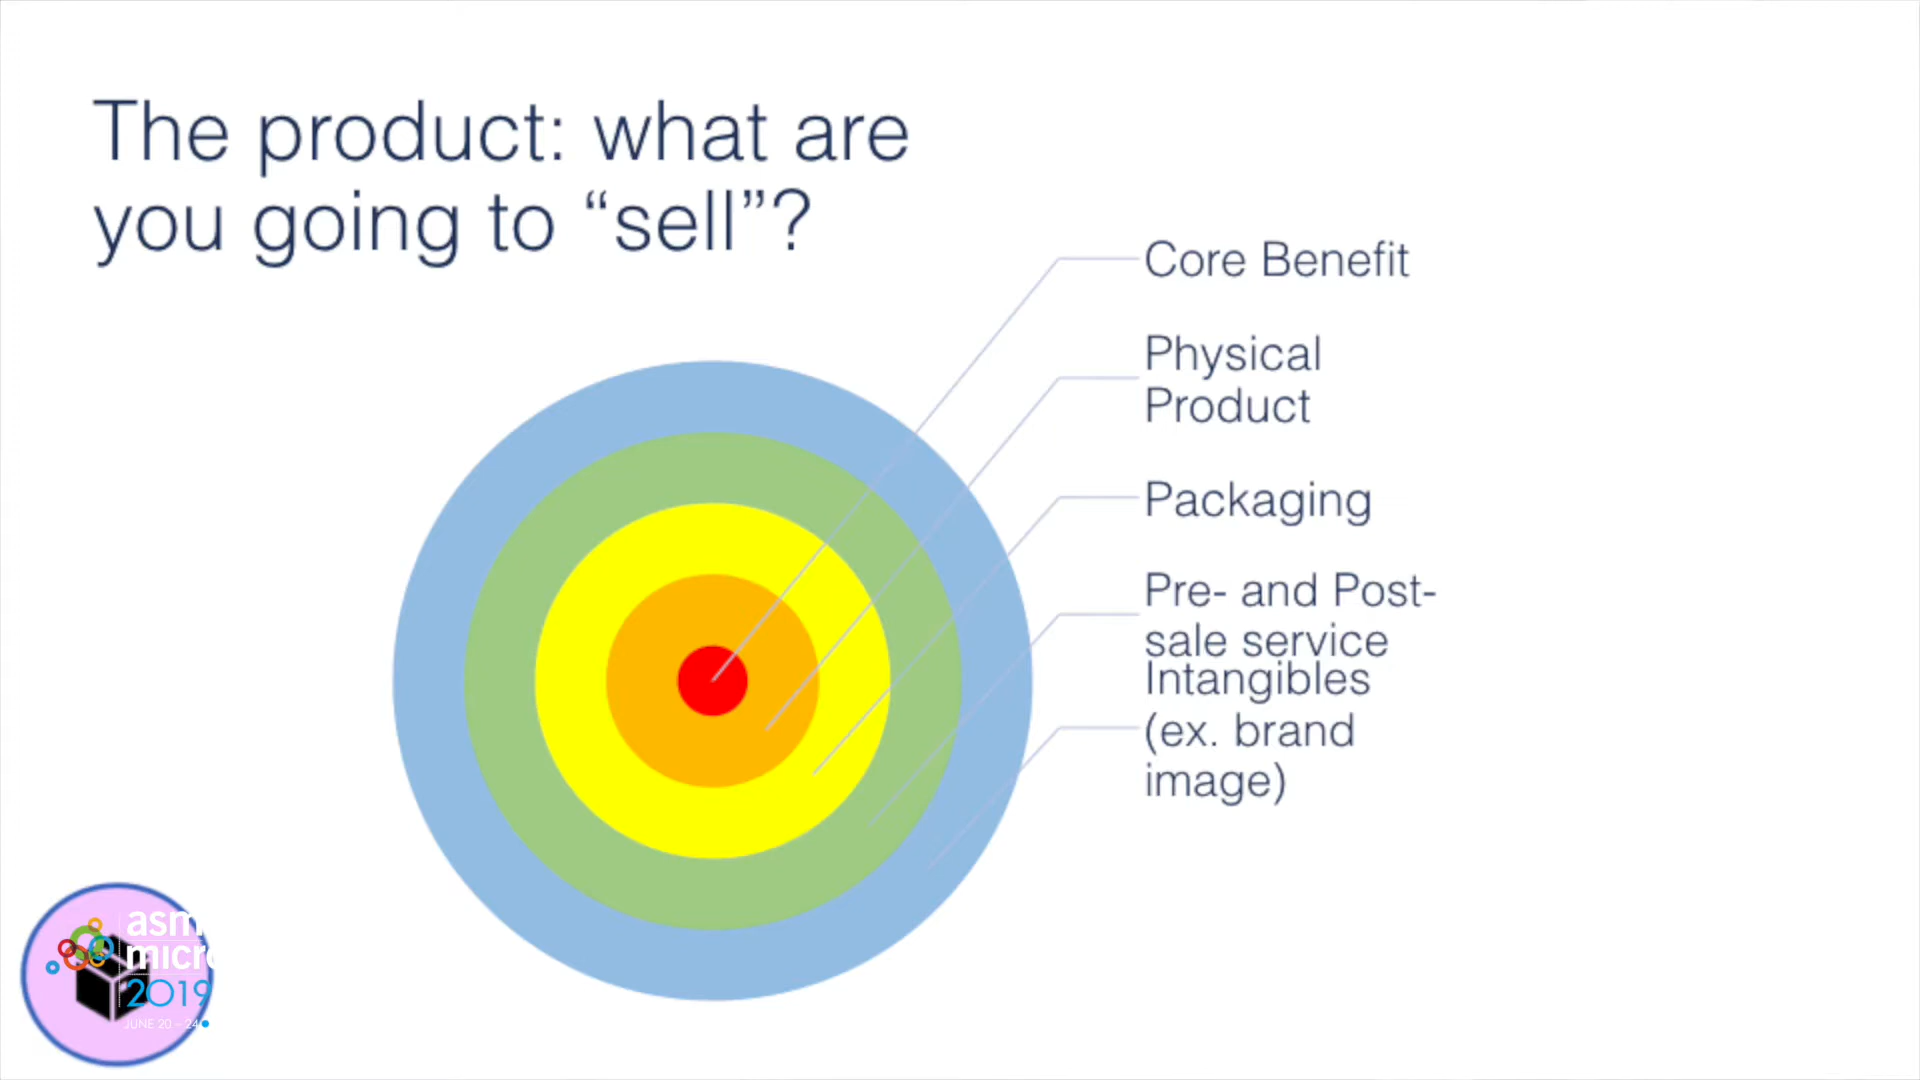 The product: what are
you going to “sell”?
Core Benefit
Physical
Product
Packaging
Pre- and Post-
sale service
Intangibles
(ex. brand
image)
asm
micro
2019
JUNE 20 – 24